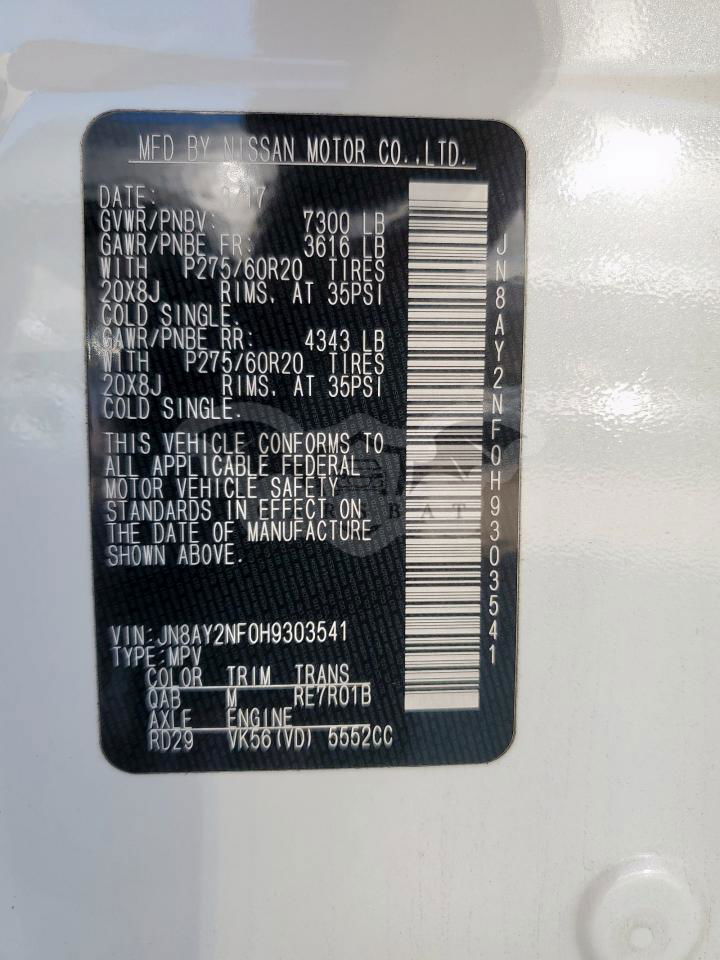 MFD BY NISSAN MOTOR CO.,LTD.
DATE:
GVWR/PNBV: 7300 LB
GAWR/PNBE FR: 3616 LB
WITH P275/60R20 TIRES
20X8J RIMS, AT 35PSI
COLD SINGLE.
GAWR/PNBE RR: 4343 LB
WITH P275/60R20 TIRES
20X8J RIMS, AT 35PSI
COLD SINGLE.
THIS VEHICLE CONFORMS TO
ALL APPLICABLE FEDERAL
MOTOR VEHICLE SAFETY
STANDARDS IN EFFECT ON
THE DATE OF MANUFACTURE
SHOWN ABOVE.
VIN:JN8AY2NF0H9303541
TYPE:MPV
COLOR TRIM TRANS
QAB M RE7R01B
AXLE ENGINE
RD29 VK56(VD) 5552CC
JN8AY2NF0H9303541